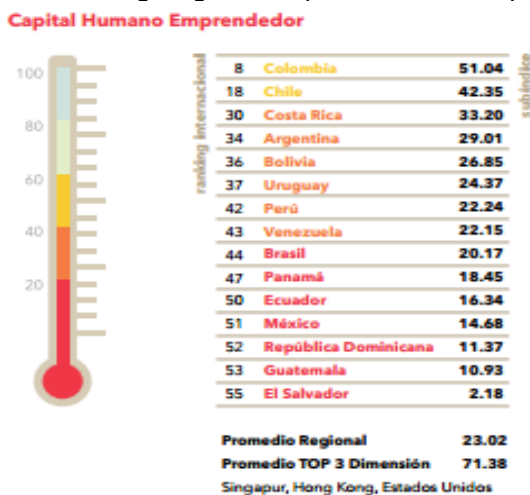 Capital Humano Emprendedor
100
80
60
40
20
ranking internacional
subíndice
8 Colombia 51.04
18 Chile 42.35
30 Costa Rica 33.20
34 Argentina 29.01
36 Bolivia 26.85
37 Uruguay 24.37
42 Perú 22.24
43 Venezuela 22.15
44 Brasil 20.17
47 Panamá 18.45
50 Ecuador 16.34
51 México 14.68
52 República Dominicana 11.37
53 Guatemala 10.93
55 El Salvador 2.18
Promedio Regional 23.02
Promedio TOP 3 Dimensión 71.38
Singapur, Hong Kong, Estados Unidos